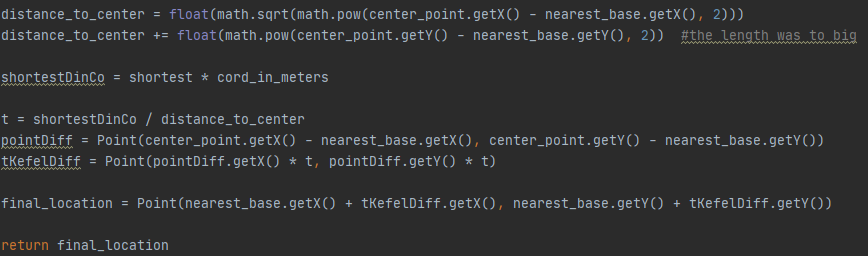 distance_to_center = float(math.sqrt(math.pow(center_point.getX() - nearest_base.getX(), 2)))
distance_to_center += float(math.pow(center_point.getY() - nearest_base.getY(), 2))  #the length was to big
shortestDinCo = shortest * cord_in_meters
t = shortestDinCo / distance_to_center
pointDiff = Point(center_point.getX() - nearest_base.getX(), center_point.getY() - nearest_base.getY())
tKefelDiff = Point(pointDiff.getX() * t, pointDiff.getY() * t)
final_location = Point(nearest_base.getX() + tKefelDiff.getX(), nearest_base.getY() + tKefelDiff.getY())
return final_location